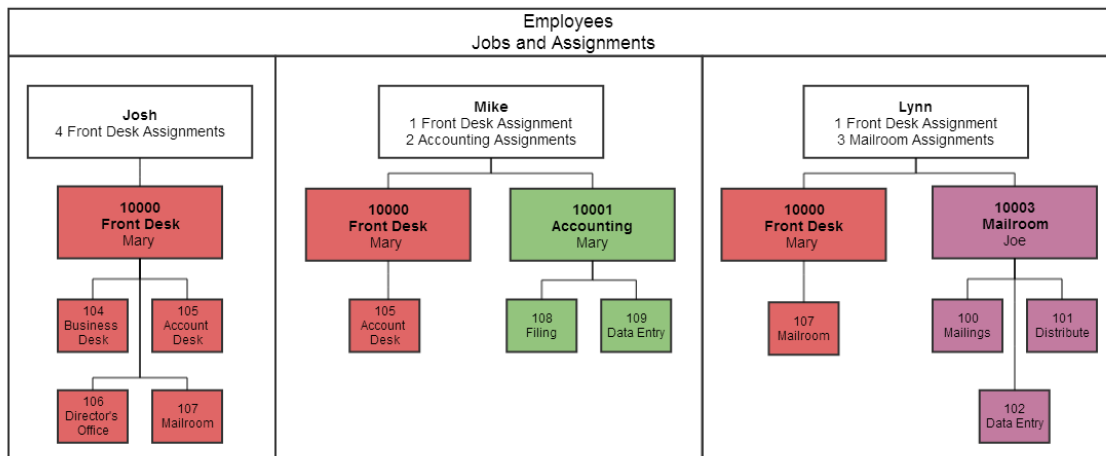 Employees
Jobs and Assignments
Josh
4 Front Desk Assignments
10000
Front Desk
Mary
104
Business
Desk
105
Account
Desk
106
Director's
Office
107
Mailroom
Mike
1 Front Desk Assignment
2 Accounting Assignments
10000
Front Desk
Mary
105
Account
Desk
10001
Accounting
Mary
108
Filing
109
Data Entry
Lynn
1 Front Desk Assignment
3 Mailroom Assignments
10000
Front Desk
Mary
107
Mailroom
10003
Mailroom
Joe
100
Mailings
101
Distribute
102
Data Entry